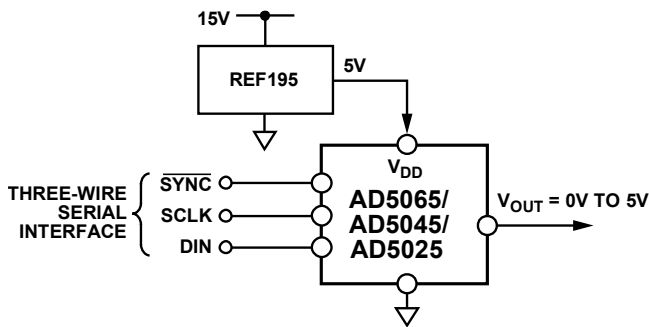 15V
REF195
5V
V_DD
THREE-WIRE
SERIAL
INTERFACE
SYNC
SCLK
DIN
AD5065/
AD5045/
AD5025
V_OUT = 0V TO 5V